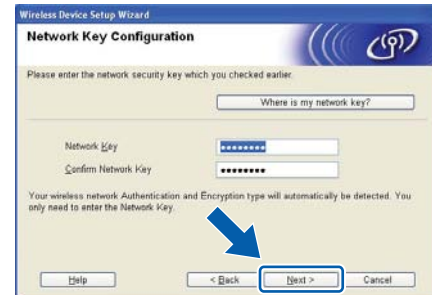 Wireless Device Setup Wizard
Network Key Configuration
Please enter the network security key which you checked earlier.
Where is my network key?
Network Key
Confirm Network Key
Your wireless network Authentication and Encryption type will automatically be detected. You
only need to enter the Network Key.
Help
< Back
Next >
Cancel